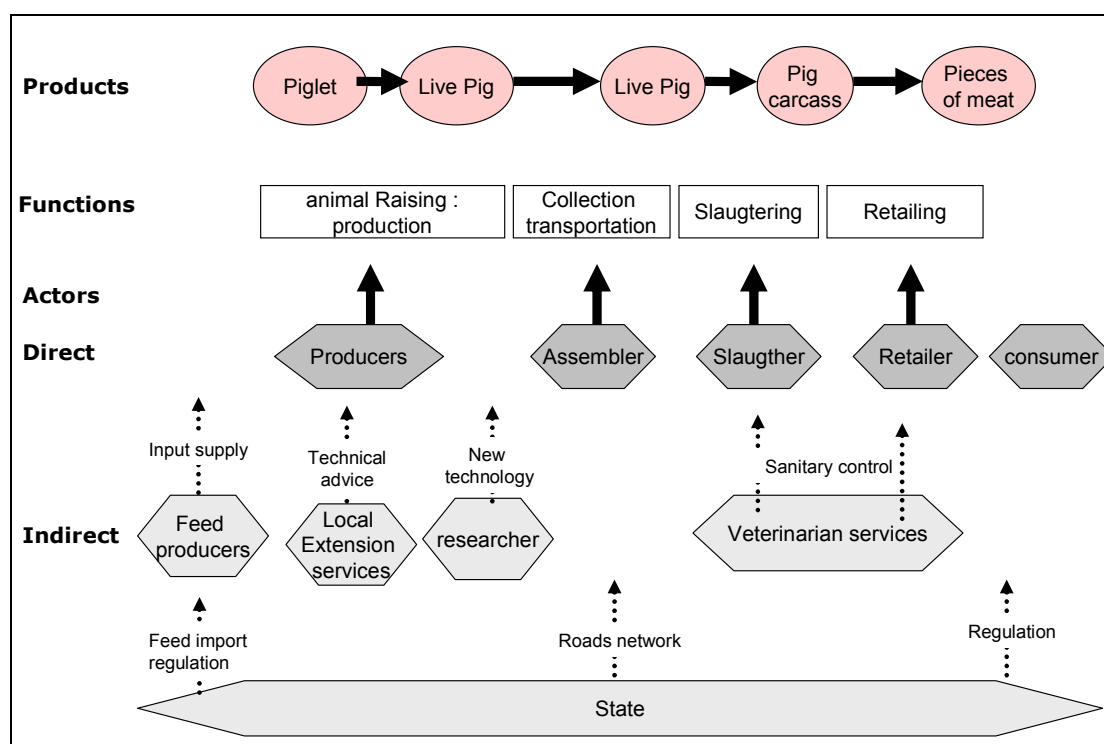 Products
Piglet
Live Pig
Live Pig
Pig
carcass
Pieces
of meat
Functions
animal Raising :
production
Collection
transportation
Slaugtering
Retailing
Actors
Direct
Producers
Assembler
Slaugther
Retailer
consumer
Input supply
Technical
advice
New
technology
Sanitary control
Indirect
Feed
producers
Local
Extension
services
researcher
Veterinarian services
Feed import
regulation
Roads network
Regulation
State